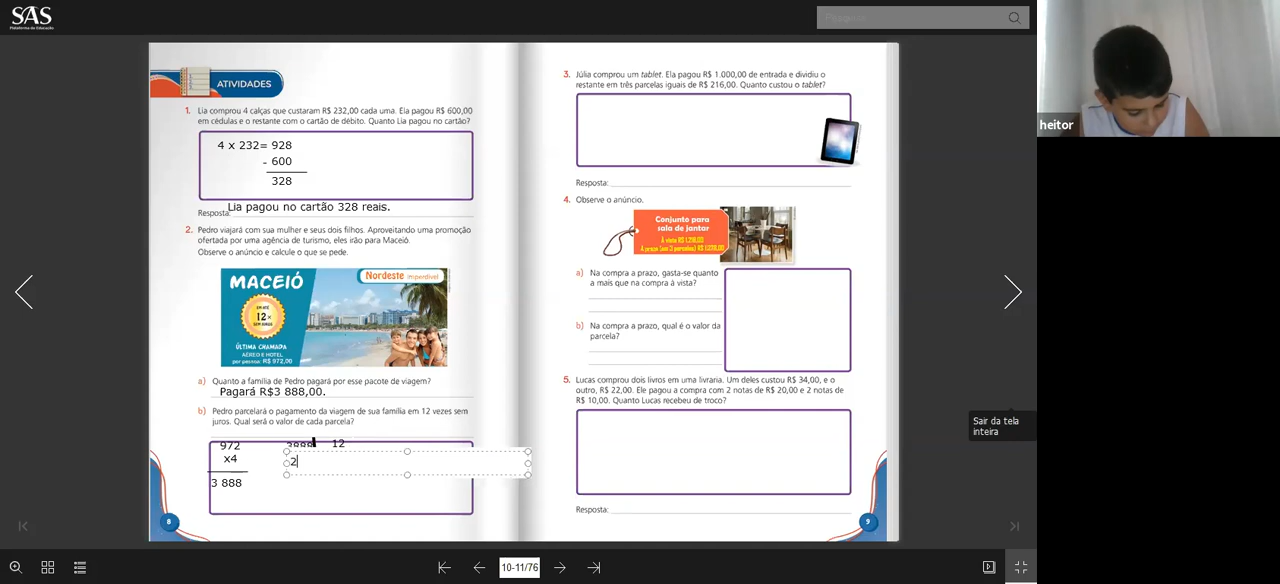 SAS
Plataforma de Educação
heitor
ATIVIDADES
1. Lia comprou 4 calças que custaram R$ 232,00 cada uma. Ela pagou R$ 600,00
em cédulas e o restante com o cartão de débito. Quanto Lia pagou no cartão?
4 x 232= 928
- 600
328
Lia pagou no cartão 328 reais.
Resposta:
2. Pedro viajará com sua mulher e seus dois filhos. Aproveitando uma promoção
ofertada por uma agência de turismo, eles irão para Maceió.
Observe o anúncio e calcule o que se pede.
MACEIÓ
Nordeste Imperdível
EM ATÉ
12×
SEM JUROS
ÚLTIMA CHAMADA
AÉREO E HOTEL
por pessoa: R$ 972,00
a) Quanto a família de Pedro pagará por esse pacote de viagem?
Pagará R$3 888,00.
b) Pedro parcelará o pagamento da viagem de sua família em 12 vezes sem
juros. Qual será o valor de cada parcela?
972
x4
3 888
3888 12
2
8
3. Júlia comprou um tablet. Ela pagou R$ 1.000,00 de entrada e dividiu o
restante em três parcelas iguais de R$ 216,00. Quanto custou o tablet?
Resposta:
4. Observe o anúncio.
Conjunto para
sala de jantar
a) Na compra a prazo, gasta-se quanto
a mais que na compra à vista?
b) Na compra a prazo, qual é o valor da
parcela?
5. Lucas comprou dois livros em uma livraria. Um deles custou R$ 34,00, e o
outro, R$ 22,00. Ele pagou a compra com 2 notas de R$ 20,00 e 2 notas de
R$ 10,00. Quanto Lucas recebeu de troco?
Resposta:
9
Sair da tela
inteira
10-11/76